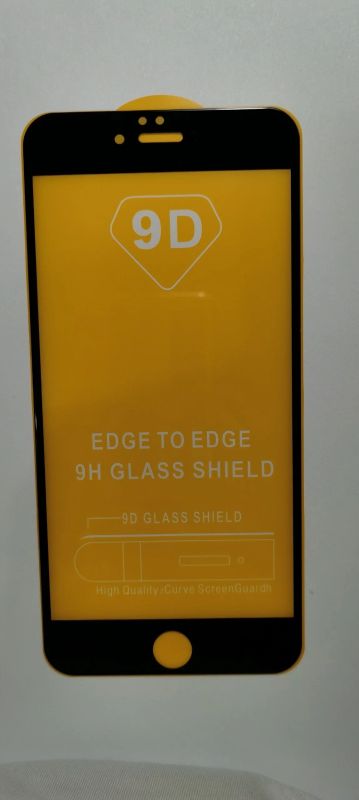 9D
EDGE TO EDGE
9H GLASS SHIELD
9D GLASS SHIELD
High Quality:Curve ScreenGuardh